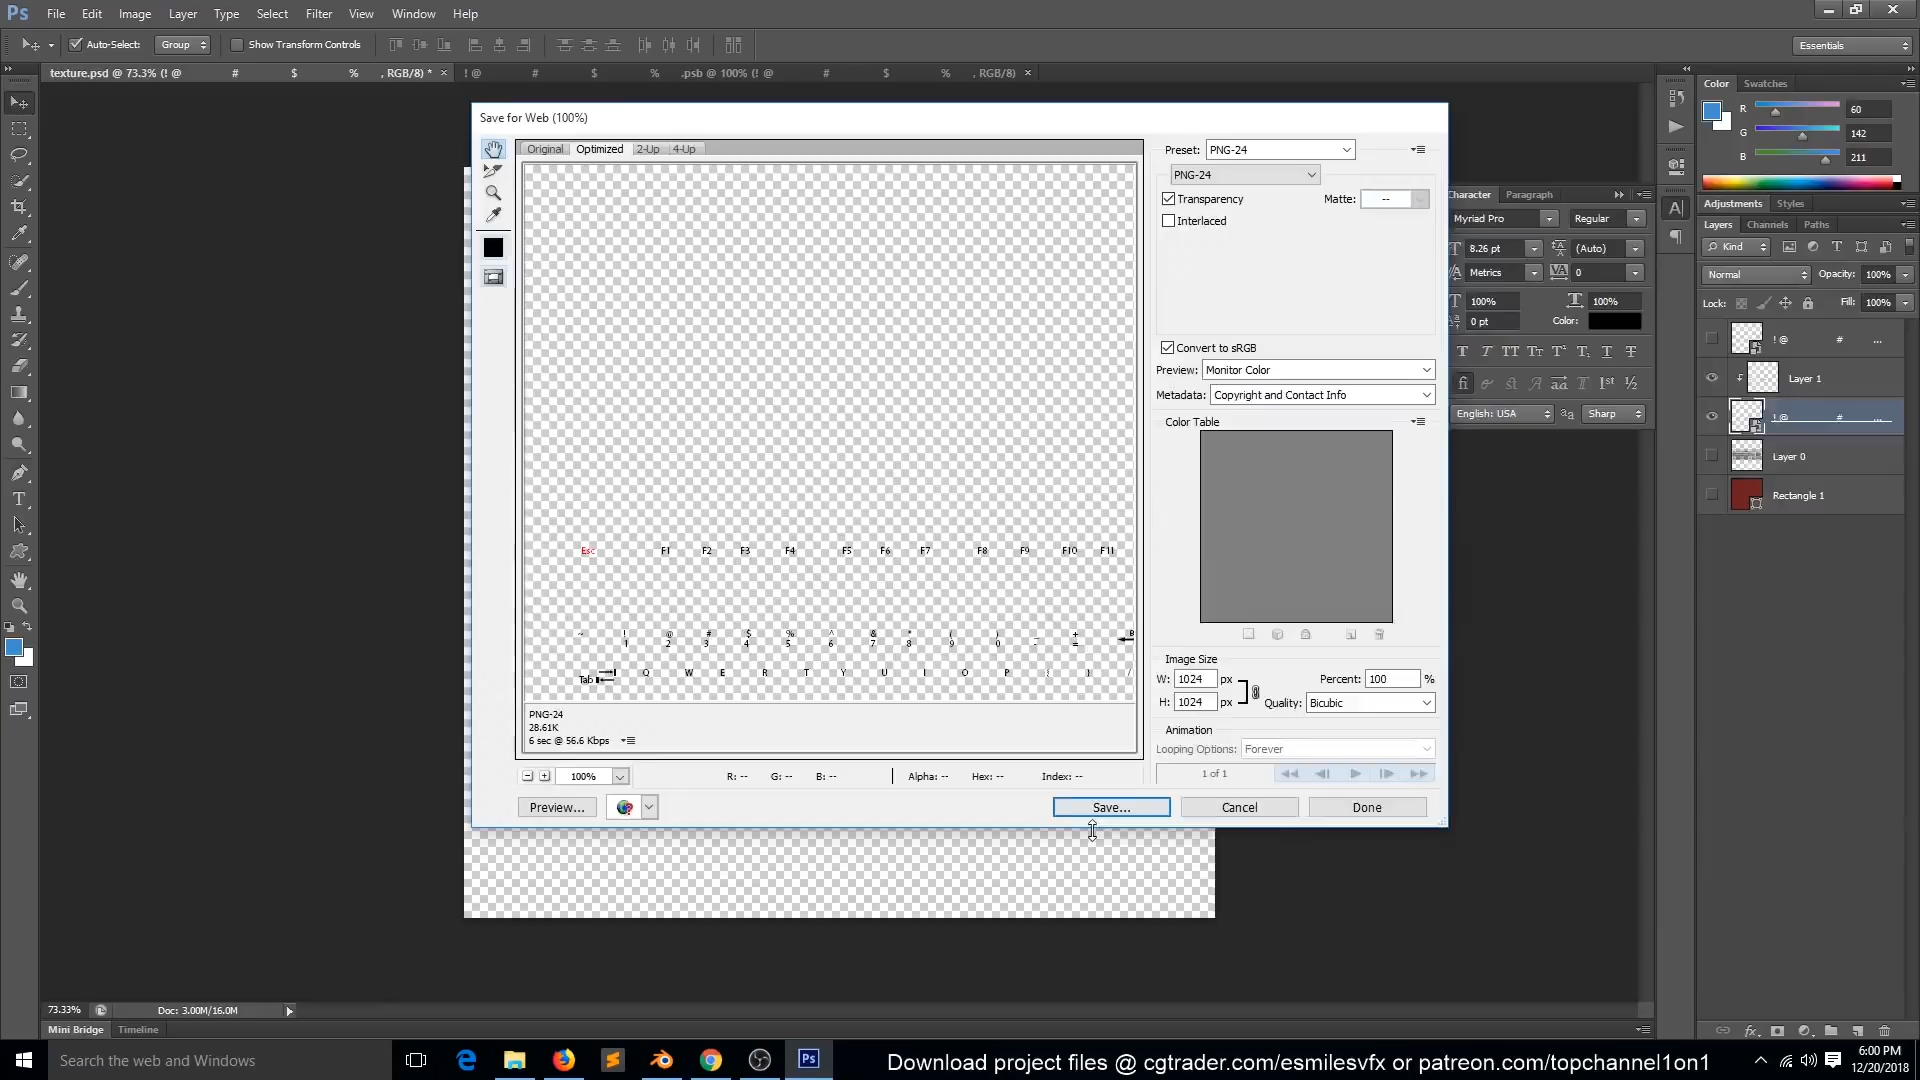 Ps File Edit Image Layer Type Select Filter View Window Help
Auto-Select: Group Show Transform Controls Essentials
texture.psd @ 73.3% (! @ # $ % , RGB/8) * × ! @ # $ % .psb @ 100% (! @ # $ % , RGB/8) ×
Save for Web (100%)
Original Optimized 2-Up 4-Up
Preset: PNG-24
PNG-24
Transparency Matte: --
Interlaced
Convert to sRGB
Preview: Monitor Color
Metadata: Copyright and Contact Info
Color Table
Esc F1 F2 F3 F4 F5 F6 F7 F8 F9 F10 F11
~ ! @ # $ % ^ & * ( ) _ +
1 2 3 4 5 6 7 8 9 0 - =
Tab Q W E R T Y U I O P { } /
PNG-24
28.61K
6 sec @ 56.6 Kbps
Image Size
W: 1024 px Percent: 100 %
H: 1024 px Quality: Bicubic
Animation
Looping Options: Forever
1 of 1
100% R: -- G: -- B: -- Alpha: -- Hex: -- Index: --
Preview... Save... Cancel Done
Color Swatches
R 60
G 142
B 211
Character Paragraph
Myriad Pro Regular
8.26 pt (Auto)
Metrics 0
100% 100%
0 pt Color:
English: USA Sharp
Adjustments Styles
Layers Channels Paths
Kind
Normal Opacity: 100%
Lock: Fill: 100%
! @ # ...
Layer 1
! @ # ...
Layer 0
Rectangle 1
73.33% Doc: 3.00M/16.0M
Mini Bridge Timeline
Search the web and Windows
Download project files @ cgtrader.com/esmilesvfx or patreon.com/topchannel1on1
6:00 PM
12/20/2018